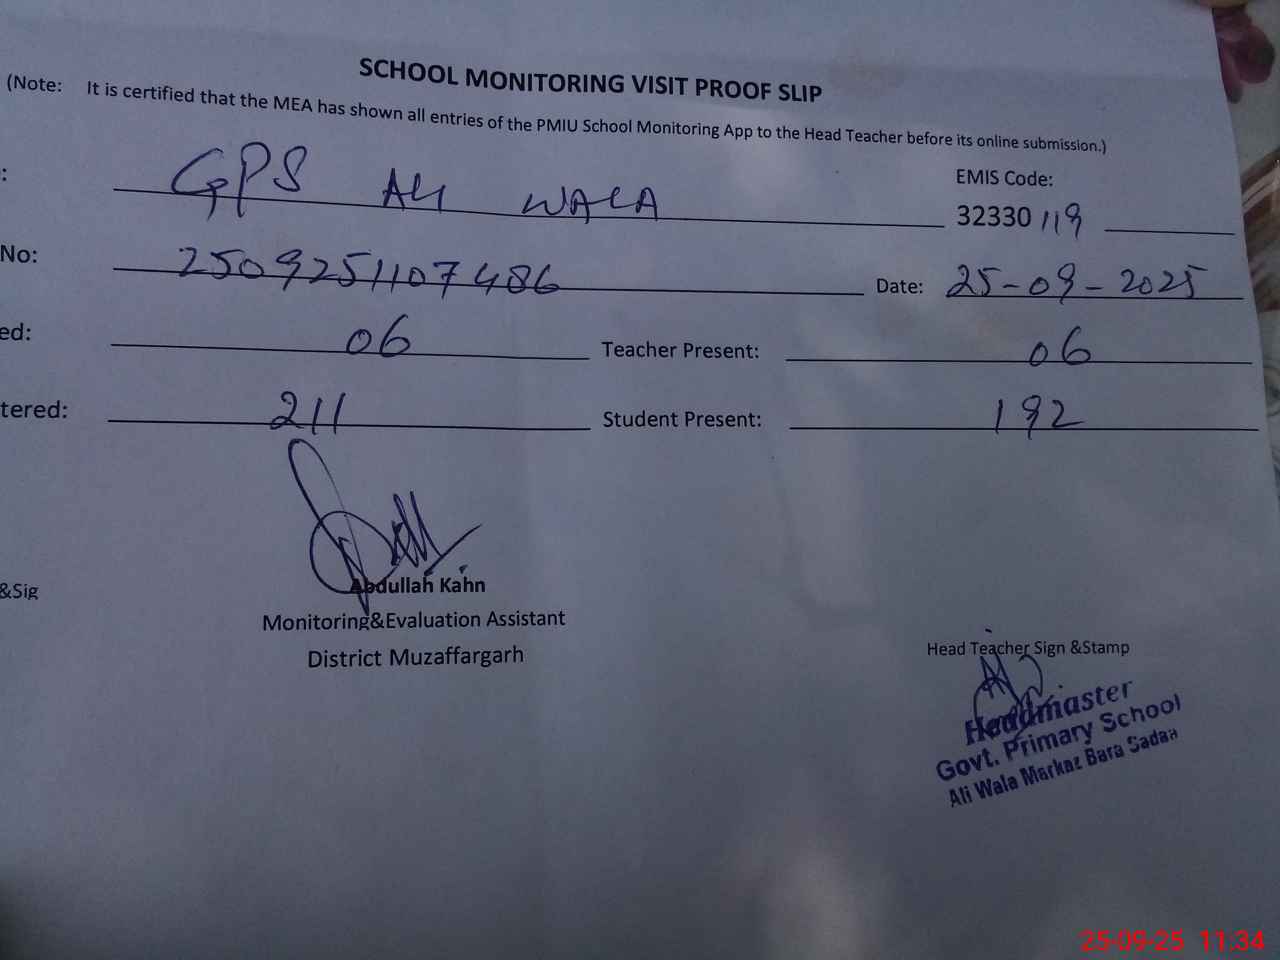 SCHOOL MONITORING VISIT PROOF SLIP
(Note: It is certified that the MEA has shown all entries of the PMIU School Monitoring App to the Head Teacher before its online submission.)
: GPS Ali WALA EMIS Code:
32330 119
No: 2509251107486 Date: 25-09-2025
ed: 06 Teacher Present: 06
tered: 211 Student Present: 192
&Sig Abdullah Kahn
Monitoring&Evaluation Assistant
District Muzaffargarh
Head Teacher Sign &Stamp
Headmaster
Govt. Primary School
Ali Wala Markaz Bara Sadaa
25-09-25 11:34